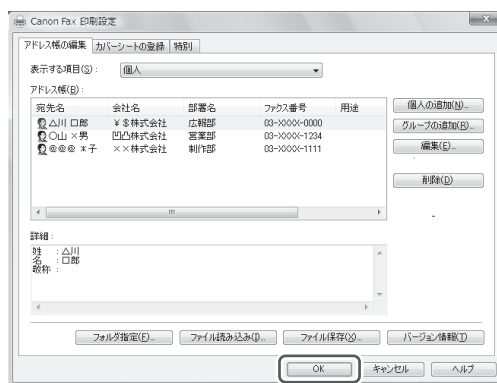 Canon Fax 印刷設定
アドレス帳の編集 カバーシートの登録 特別
表示する項目(S): 個人
アドレス帳(B):
宛先名 会社名 部署名 ファクス番号 用途
△川 口郎 ¥$株式会社 広報部 03-XXXX-0000
○山 ×男 凹凸株式会社 営業部 03-XXXX-1234
@@@ *子 ××株式会社 制作部 03-XXXX-1111
個人の追加(N)...
グループの追加(R)...
編集(E)...
削除(D)
詳細:
姓 :△川
名 :口郎
敬称:
フォルダ指定(F)... ファイル読み込み(I)... ファイル保存(X)... バージョン情報(T)
OK キャンセル ヘルプ